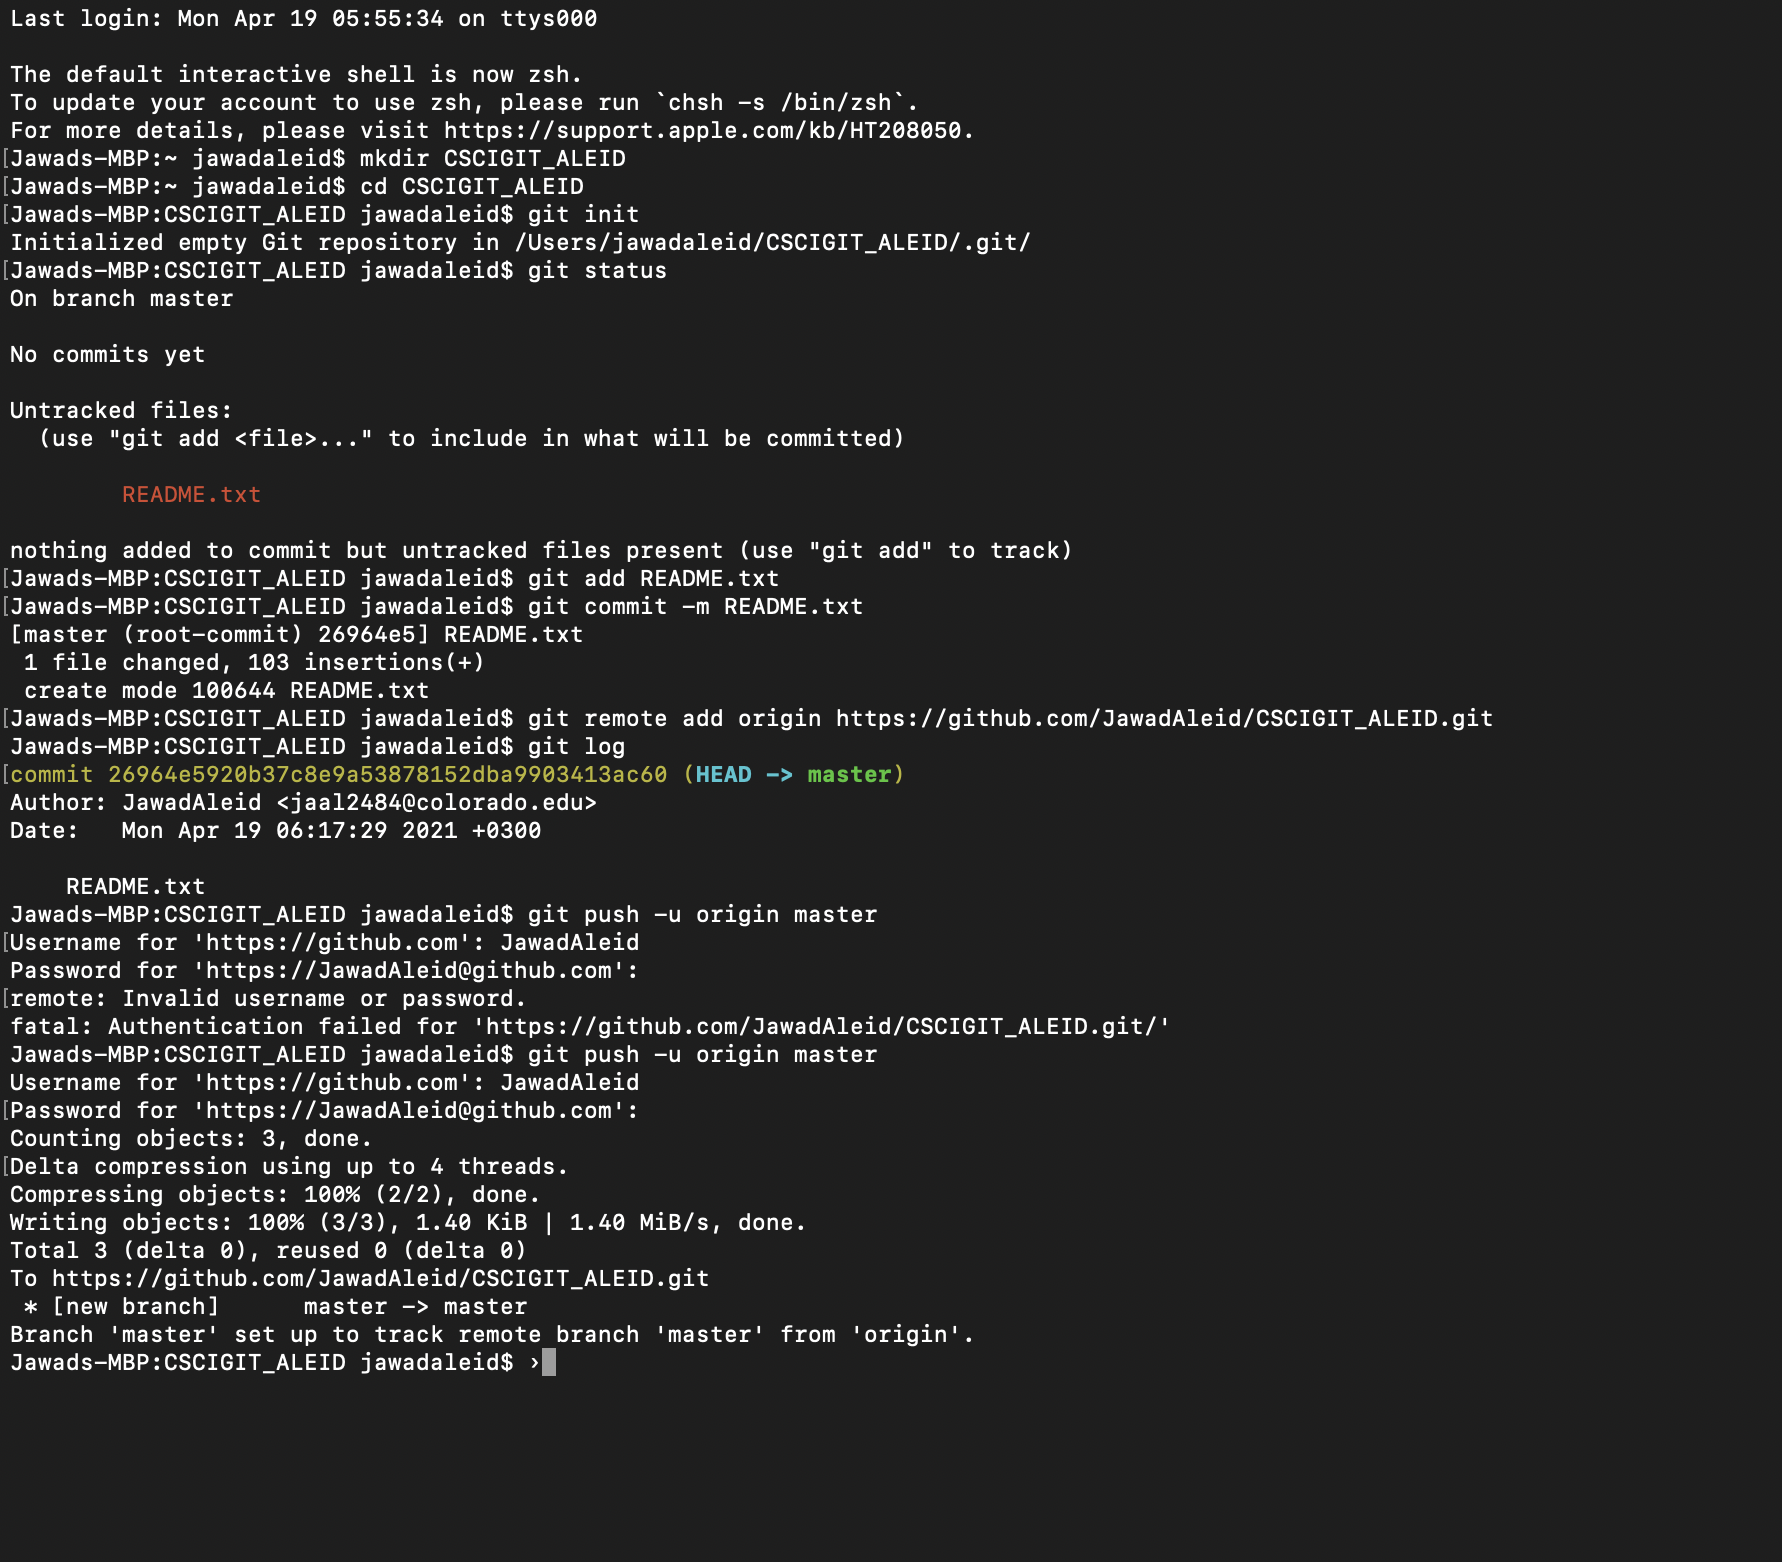 Last login: Mon Apr 19 05:55:34 on ttys000

The default interactive shell is now zsh.
To update your account to use zsh, please run `chsh -s /bin/zsh`.
For more details, please visit https://support.apple.com/kb/HT208050.
[Jawads-MBP:~ jawadaleid$ mkdir CSCIGIT_ALEID
[Jawads-MBP:~ jawadaleid$ cd CSCIGIT_ALEID
[Jawads-MBP:CSCIGIT_ALEID jawadaleid$ git init
Initialized empty Git repository in /Users/jawadaleid/CSCIGIT_ALEID/.git/
[Jawads-MBP:CSCIGIT_ALEID jawadaleid$ git status
On branch master

No commits yet

Untracked files:
  (use "git add <file>..." to include in what will be committed)

        README.txt

nothing added to commit but untracked files present (use "git add" to track)
[Jawads-MBP:CSCIGIT_ALEID jawadaleid$ git add README.txt
[Jawads-MBP:CSCIGIT_ALEID jawadaleid$ git commit -m README.txt
[master (root-commit) 26964e5] README.txt
 1 file changed, 103 insertions(+)
 create mode 100644 README.txt
[Jawads-MBP:CSCIGIT_ALEID jawadaleid$ git remote add origin https://github.com/JawadAleid/CSCIGIT_ALEID.git
Jawads-MBP:CSCIGIT_ALEID jawadaleid$ git log
[commit 26964e5920b37c8e9a53878152dba9903413ac60 (HEAD -> master)
Author: JawadAleid <jaal2484@colorado.edu>
Date:   Mon Apr 19 06:17:29 2021 +0300

    README.txt
Jawads-MBP:CSCIGIT_ALEID jawadaleid$ git push -u origin master
[Username for 'https://github.com': JawadAleid
Password for 'https://JawadAleid@github.com':
[remote: Invalid username or password.
fatal: Authentication failed for 'https://github.com/JawadAleid/CSCIGIT_ALEID.git/'
Jawads-MBP:CSCIGIT_ALEID jawadaleid$ git push -u origin master
Username for 'https://github.com': JawadAleid
[Password for 'https://JawadAleid@github.com':
Counting objects: 3, done.
[Delta compression using up to 4 threads.
Compressing objects: 100% (2/2), done.
Writing objects: 100% (3/3), 1.40 KiB | 1.40 MiB/s, done.
Total 3 (delta 0), reused 0 (delta 0)
To https://github.com/JawadAleid/CSCIGIT_ALEID.git
 * [new branch]      master -> master
Branch 'master' set up to track remote branch 'master' from 'origin'.
Jawads-MBP:CSCIGIT_ALEID jawadaleid$ ›